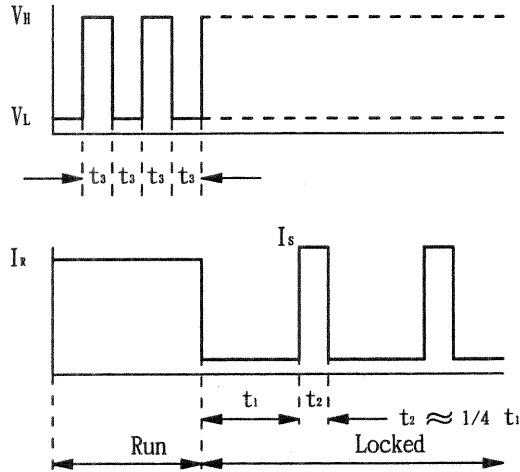 VH
VL
t3 t3 t3 t3
IS
IR
t1 t2
t2 ≈ 1/4 t1
Run Locked